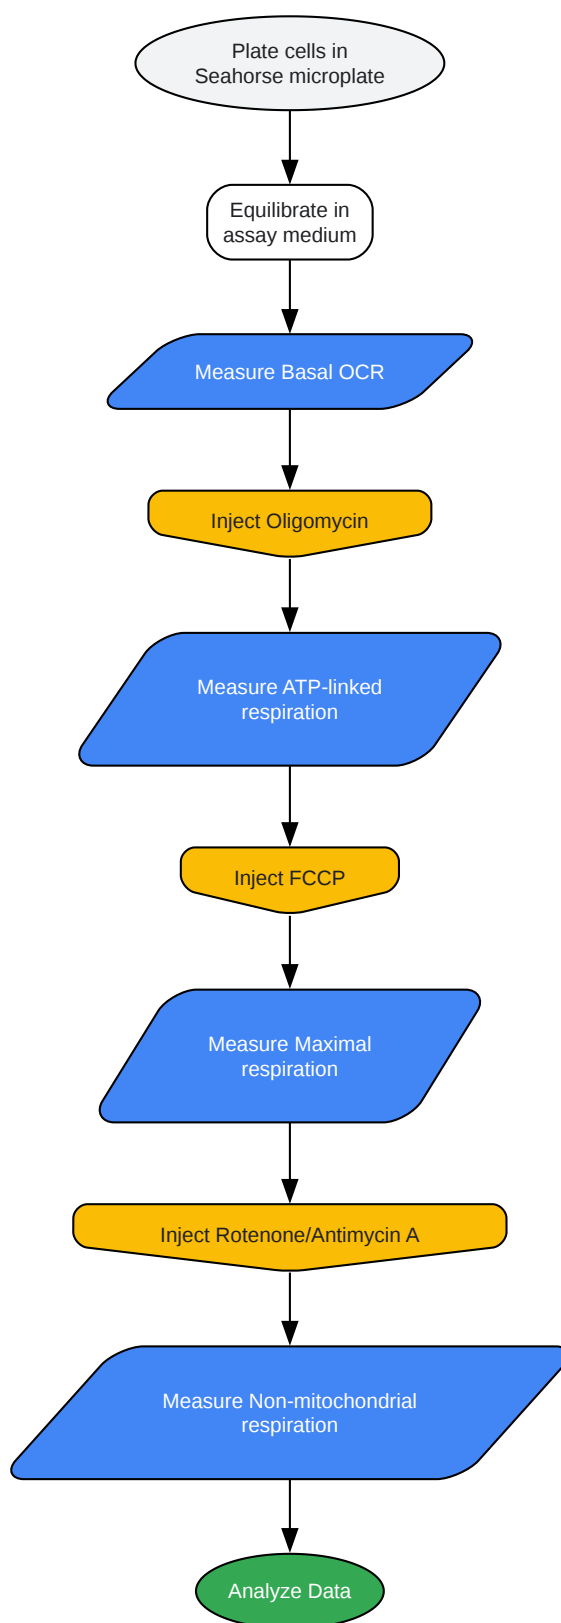 Plate cells in
Seahorse microplate
Equilibrate in
assay medium
Measure Basal OCR
Inject Oligomycin
Measure ATP-linked
respiration
Inject FCCP
Measure Maximal
respiration
Inject Rotenone/Antimycin A
Measure Non-mitochondrial
respiration
Analyze Data